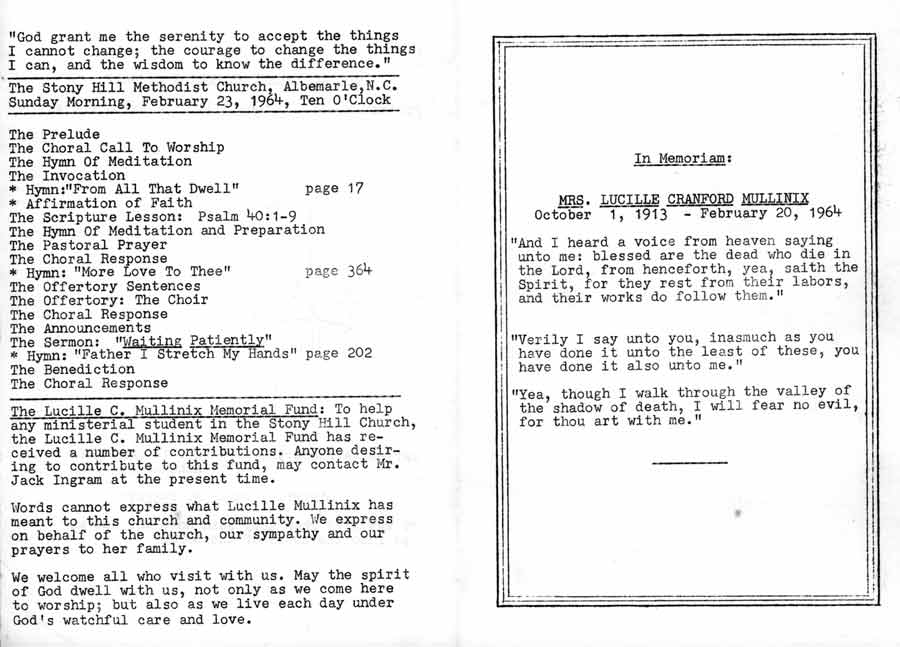 "God grant me the serenity to accept the things
I cannot change; the courage to change the things
I can, and the wisdom to know the difference."
The Stony Hill Methodist Church, Albemarle,N.C.
Sunday Morning, February 23, 1964, Ten O'Clock
The Prelude
The Choral Call To Worship
The Hymn Of Meditation
The Invocation
* Hymn:"From All That Dwell" page 17
* Affirmation of Faith
The Scripture Lesson: Psalm 40:1-9
The Hymn Of Meditation and Preparation
The Pastoral Prayer
The Choral Response
* Hymn: "More Love To Thee" page 364
The Offertory Sentences
The Offertory: The Choir
The Choral Response
The Announcements
The Sermon: "Waiting Patiently"
* Hymn: "Father I Stretch My Hands" page 202
The Benediction
The Choral Response
The Lucille C. Mullinix Memorial Fund: To help
any ministerial student in the Stony Hill Church,
the Lucille C. Mullinix Memorial Fund has re-
ceived a number of contributions. Anyone desir-
ing to contribute to this fund, may contact Mr.
Jack Ingram at the present time.
Words cannot express what Lucille Mullinix has
meant to this church and community. We express
on behalf of the church, our sympathy and our
prayers to her family.
We welcome all who visit with us. May the spirit
of God dwell with us, not only as we come here
to worship; but also as we live each day under
God's watchful care and love.
In Memoriam:
MRS. LUCILLE CRANFORD MULLINIX
October 1, 1913 - February 20, 1964
"And I heard a voice from heaven saying
unto me: blessed are the dead who die in
the Lord, from henceforth, yea, saith the
Spirit, for they rest from their labors,
and their works do follow them."
"Verily I say unto you, inasmuch as you
have done it unto the least of these, you
have done it also unto me."
"Yea, though I walk through the valley of
the shadow of death, I will fear no evil,
for thou art with me."